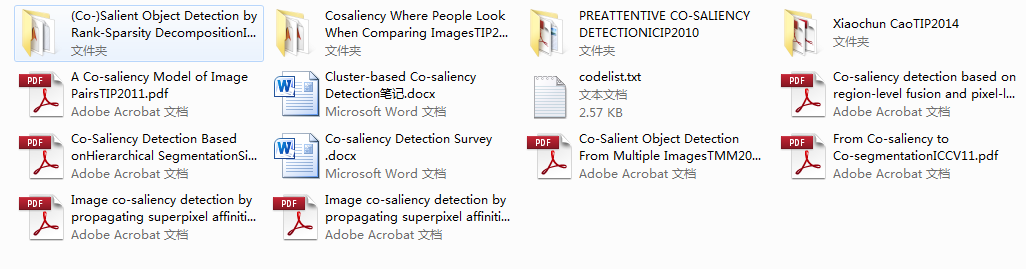 (Co-)Salient Object Detection by
Rank-Sparsity DecompositionI...
文件夹
Cosaliency Where People Look
When Comparing ImagesTIP2...
文件夹
PREATTENTIVE CO-SALIENCY
DETECTIONICIP2010
文件夹
Xiaochun CaoTIP2014
文件夹
PDF
A Co-saliency Model of Image
PairsTIP2011.pdf
Adobe Acrobat 文档
W
Cluster-based Co-saliency
Detection笔记.docx
Microsoft Word 文档
codelist.txt
文本文档
2.57 KB
PDF
Co-saliency detection based on
region-level fusion and pixel-l...
Adobe Acrobat 文档
PDF
Co-Saliency Detection Based
onHierarchical SegmentationSi...
Adobe Acrobat 文档
W
Co-saliency Detection Survey
.docx
Microsoft Word 文档
PDF
Co-Salient Object Detection
From Multiple ImagesTMM20...
Adobe Acrobat 文档
PDF
From Co-saliency to
Co-segmentationICCV11.pdf
Adobe Acrobat 文档
PDF
Image co-saliency detection by
propagating superpixel affiniti...
Adobe Acrobat 文档
PDF
Image co-saliency detection by
propagating superpixel affiniti...
Adobe Acrobat 文档